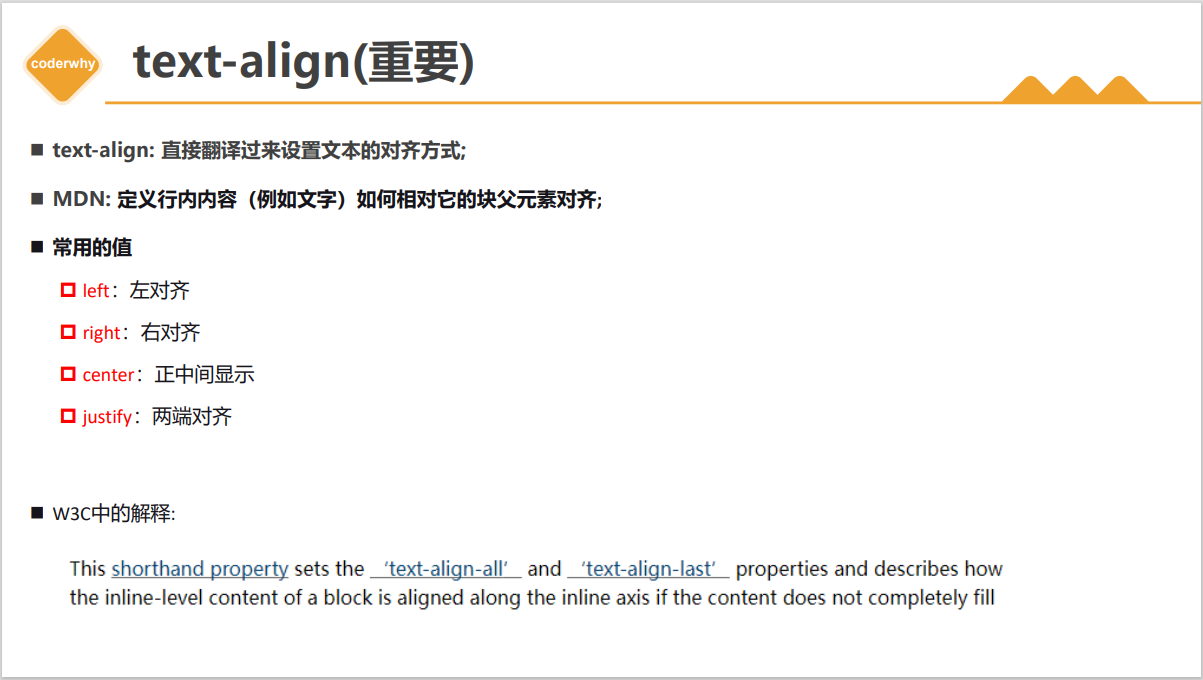 coderwhy
text-align(重要)
text-align: 直接翻译过来设置文本的对齐方式;
MDN: 定义行内内容（例如文字）如何相对它的块父元素对齐;
常用的值
left：左对齐
right：右对齐
center：正中间显示
justify：两端对齐
W3C中的解释:
This shorthand property sets the ‘text-align-all’ and ‘text-align-last’ properties and describes how
the inline-level content of a block is aligned along the inline axis if the content does not completely fill